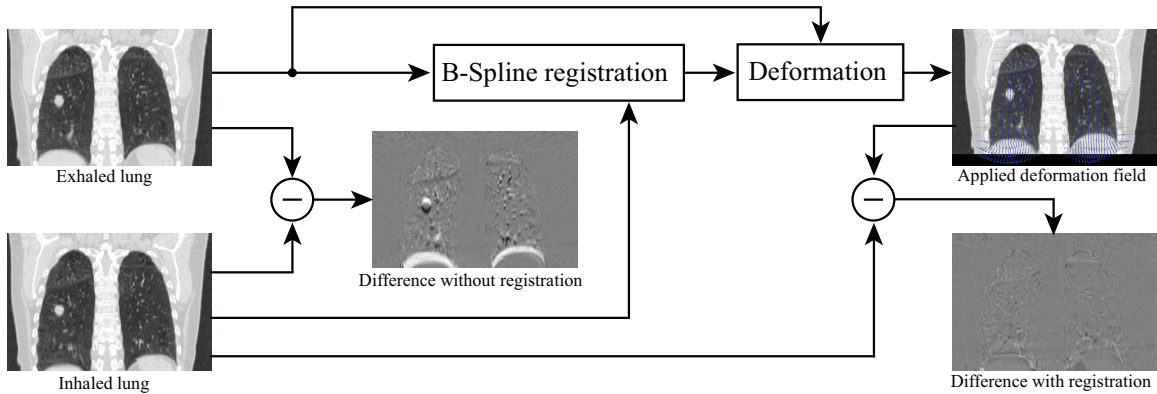 B-Spline registration
Deformation
Exhaled lung
Applied deformation field
Difference without registration
Inhaled lung
Difference with registration